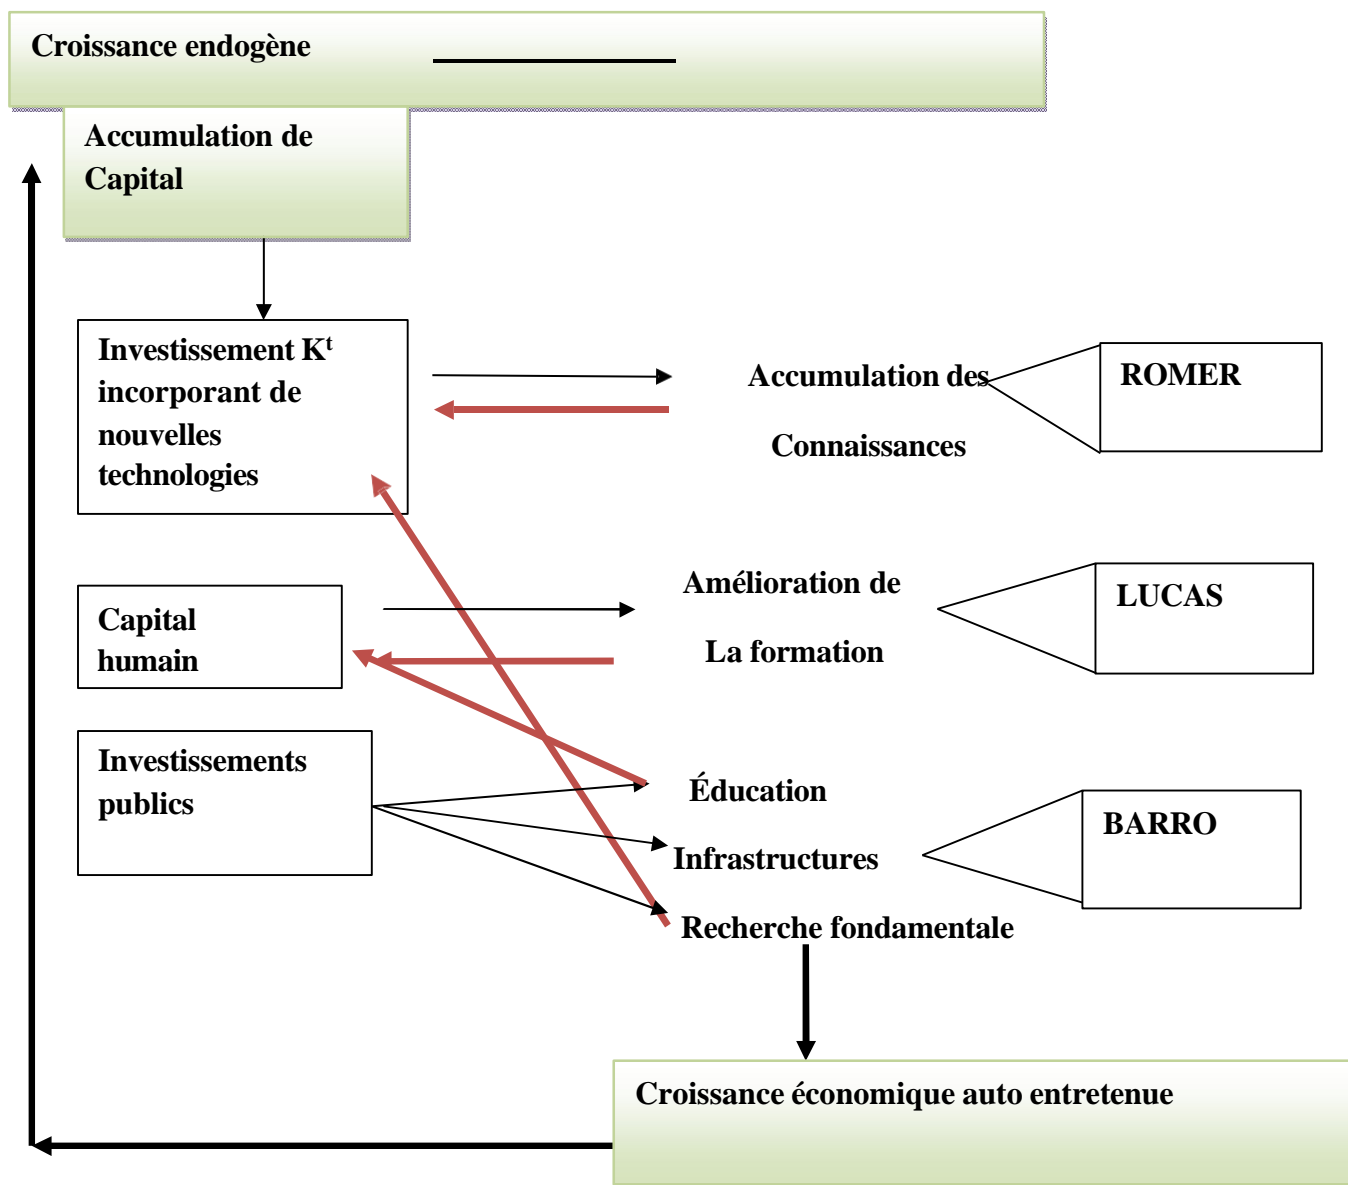 Croissance endogène
Accumulation de
Capital
Investissement Kᵗ
incorporant de
nouvelles
technologies
Accumulation des
Connaissances
ROMER
Capital
humain
Amélioration de
La formation
LUCAS
Investissements
publics
Éducation
Infrastructures
Recherche fondamentale
BARRO
Croissance économique auto entretenue